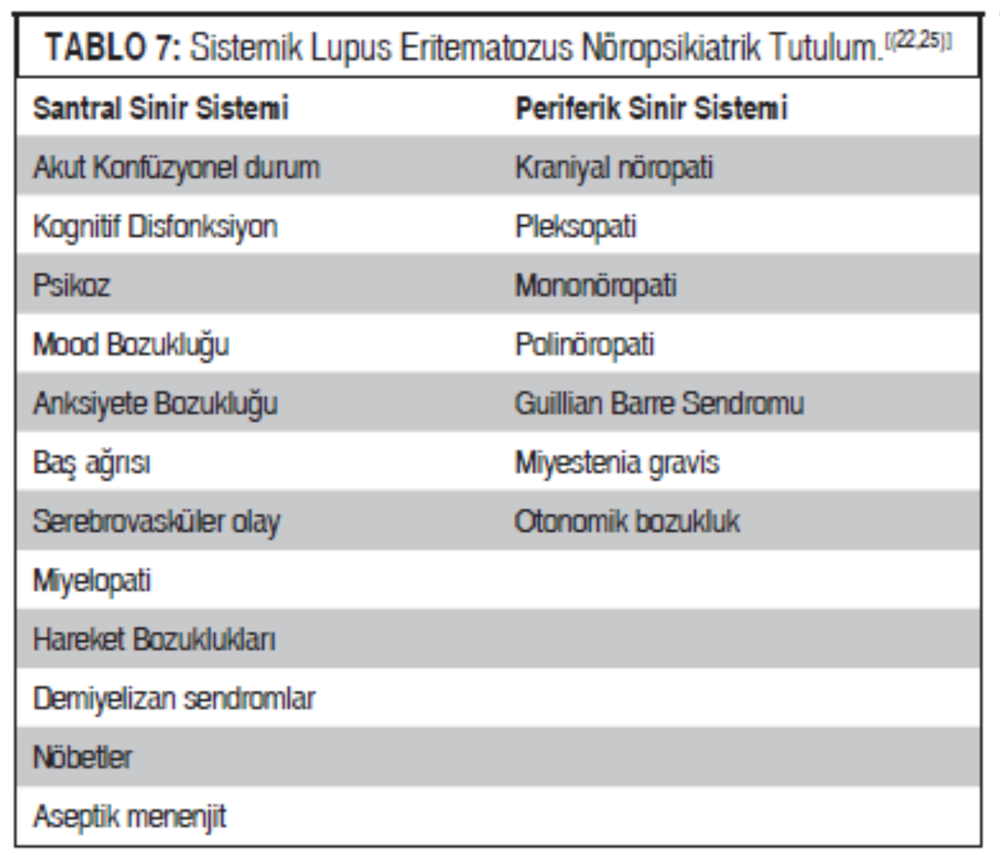 TABLO 7: Sistemik Lupus Eritematozus Nöropsikiatrik Tutulum.[(22,25)]
Santral Sinir Sistemi Periferik Sinir Sistemi
Akut Konfüzyonel durum Kraniyal nöropati
Kognitif Disfonksiyon Pleksopati
Psikoz Mononöropati
Mood Bozukluğu Polinöropati
Anksiyete Bozukluğu Guillian Barre Sendromu
Baş ağrısı Miyestenia gravis
Serebrovasküler olay Otonomik bozukluk
Miyelopati
Hareket Bozuklukları
Demiyelizan sendromlar
Nöbetler
Aseptik menenjit